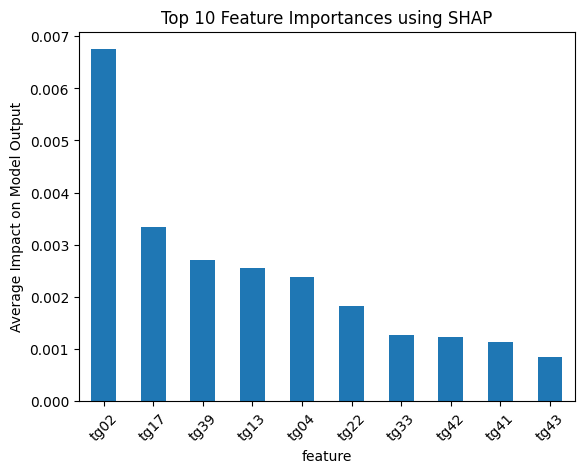 Top 10 Feature Importances using SHAP
Average Impact on Model Output
0.007
0.006
0.005
0.004
0.003
0.002
0.001
0.000
tg02 tg17 tg39 tg13 tg04 tg22 tg33 tg42 tg41 tg43
feature